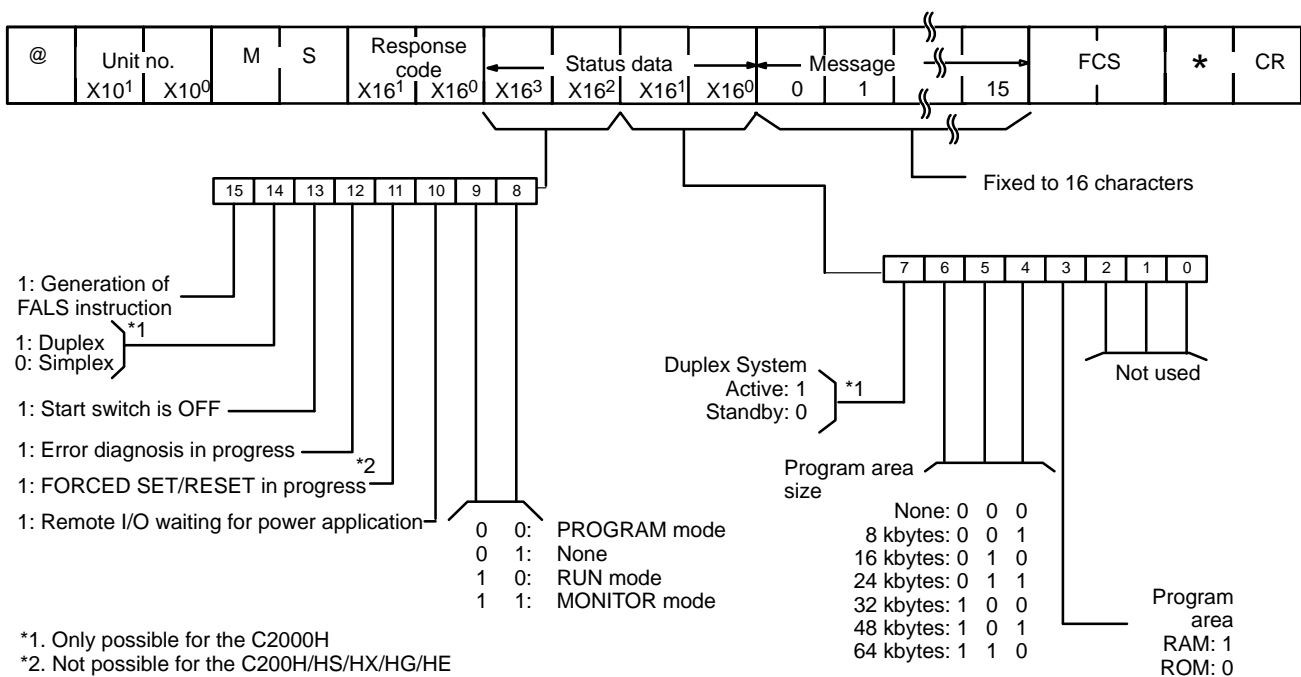 @ Unit no. M S Response code Status data Message FCS * CR
X10¹ X10⁰ X16¹ X16⁰ X16³ X16² X16¹ X16⁰ 0 1 15
Fixed to 16 characters
15 14 13 12 11 10 9 8
1: Generation of
FALS instruction
1: Duplex
0: Simplex
*1
1: Start switch is OFF
1: Error diagnosis in progress
*2
1: FORCED SET/RESET in progress
1: Remote I/O waiting for power application
0 0: PROGRAM mode
0 1: None
1 0: RUN mode
1 1: MONITOR mode
7 6 5 4 3 2 1 0
Not used
Duplex System
Active: 1
Standby: 0
*1
Program area
size
None: 0 0 0
8 kbytes: 0 0 1
16 kbytes: 0 1 0
24 kbytes: 0 1 1
32 kbytes: 1 0 0
48 kbytes: 1 0 1
64 kbytes: 1 1 0
Program
area
RAM: 1
ROM: 0
*1. Only possible for the C2000H
*2. Not possible for the C200H/HS/HX/HG/HE